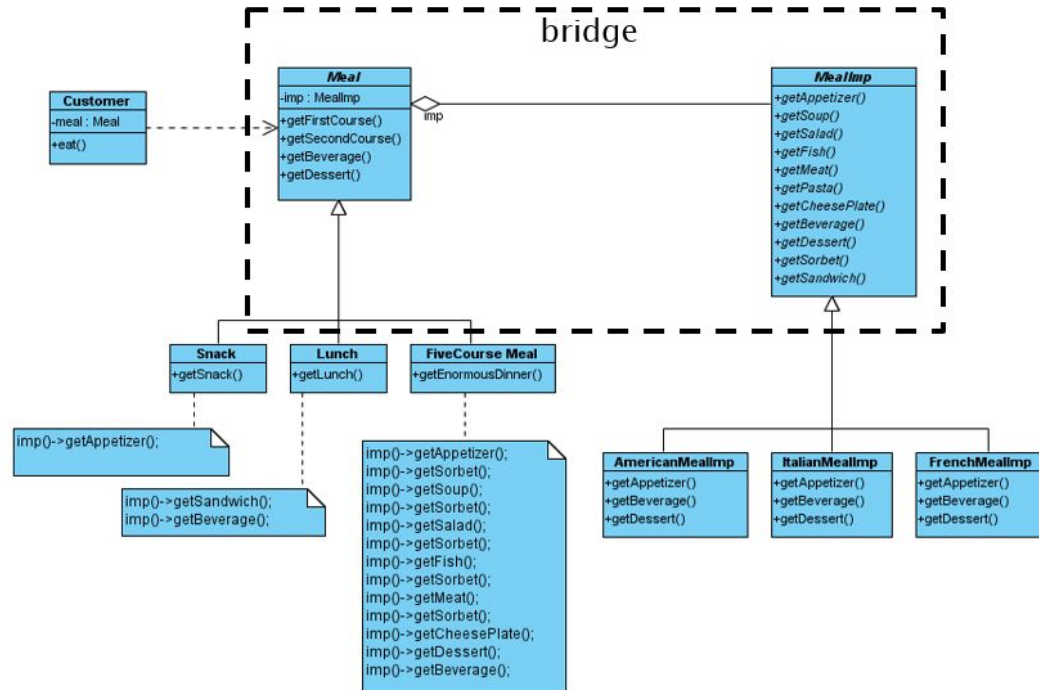 bridge
Customer
-meal : Meal
+eat()
Meal
-imp : MealImp
+getFirstCourse()
+getSecondCourse()
+getBeverage()
+getDessert()
imp
MealImp
+getAppetizer()
+getSoup()
+getSalad()
+getFish()
+getMeat()
+getPasta()
+getCheesePlate()
+getBeverage()
+getDessert()
+getSorbet()
+getSandwich()
Snack
+getSnack()
Lunch
+getLunch()
FiveCourse Meal
+getEnormousDinner()
imp()->getAppetizer();
imp()->getSandwich();
imp()->getBeverage();
imp()->getAppetizer();
imp()->getSorbet();
imp()->getSoup();
imp()->getSorbet();
imp()->getSalad();
imp()->getSorbet();
imp()->getFish();
imp()->getSorbet();
imp()->getMeat();
imp()->getSorbet();
imp()->getCheesePlate();
imp()->getDessert();
imp()->getBeverage();
AmericanMealImp
+getAppetizer()
+getBeverage()
+getDessert()
ItalianMealImp
+getAppetizer()
+getBeverage()
+getDessert()
FrenchMealImp
+getAppetizer()
+getBeverage()
+getDessert()